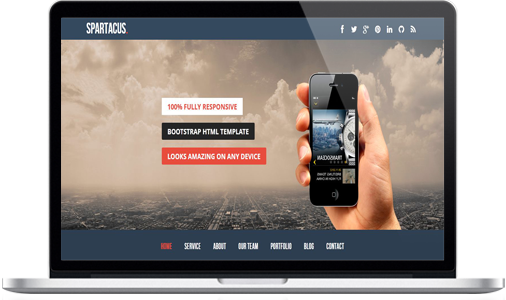 SPARTACUS.
100% FULLY RESPONSIVE
BOOTSTRAP HTML TEMPLATE
LOOKS AMAZING ON ANY DEVICE
HOME SERVICE ABOUT OUR TEAM PORTFOLIO BLOG CONTACT